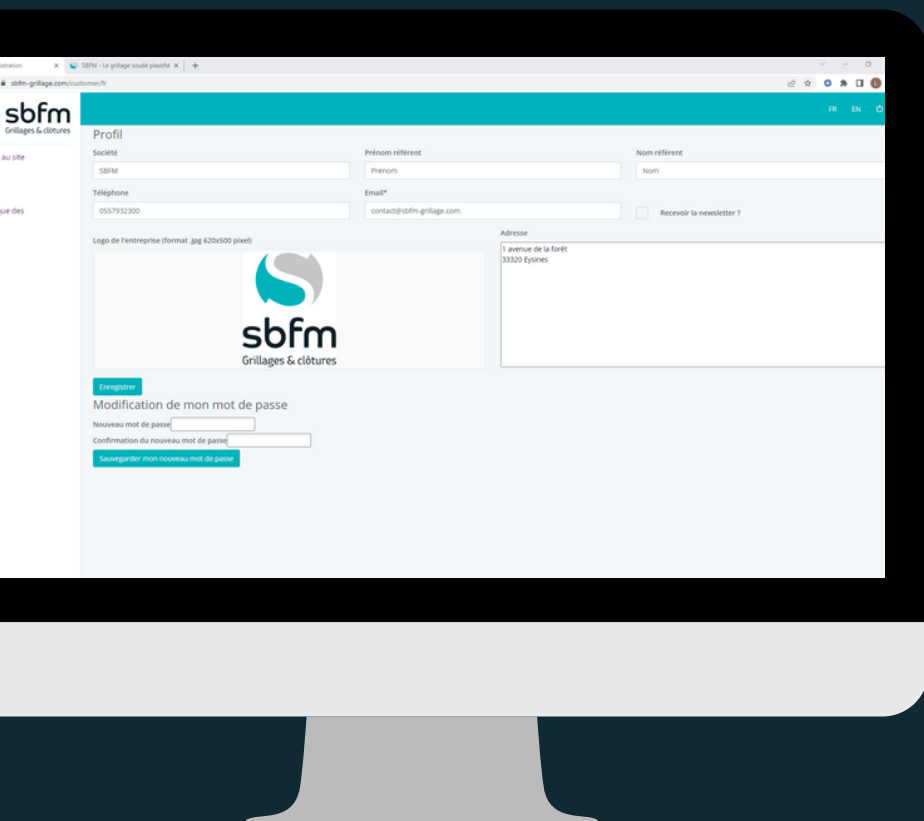 SBFM - Le grillage soudé plastifié
sbfm-grillage.com/customer/fr
sbfm
Grillages & clôtures
FR EN
au site
Profil
Société
Prénom référent
Nom référent
SBFM
Prénom
Nom
Téléphone
Email*
0557932300
contact@sbfm-grillage.com
Recevoir la newsletter ?
Logo de l'entreprise (format .jpg 620x500 pixel)
Adresse
1 avenue de la forêt
33320 Eysines
sbfm
Grillages & clôtures
Enregistrer
Modification de mon mot de passe
Nouveau mot de passe
Confirmation du nouveau mot de passe
Sauvegarder mon nouveau mot de passe